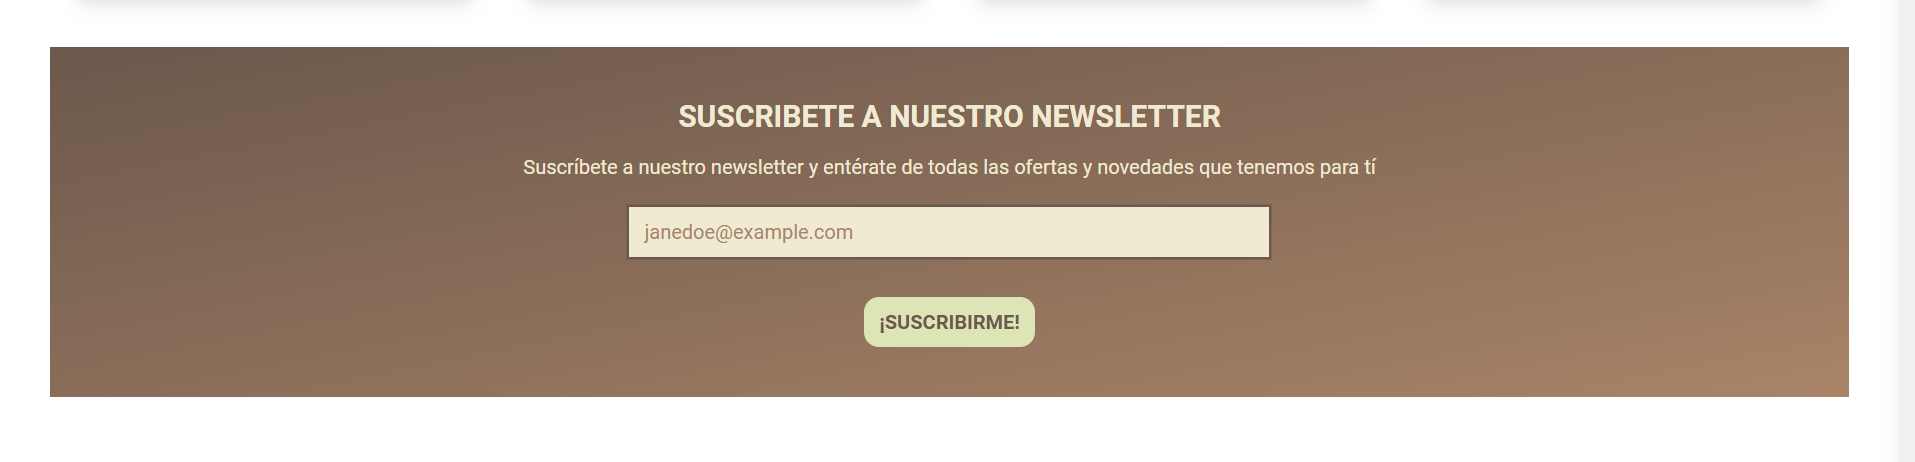 SUSCRIBETE A NUESTRO NEWSLETTER
Suscríbete a nuestro newsletter y entérate de todas las ofertas y novedades que tenemos para tí
janedoe@example.com
¡SUSCRIBIRME!